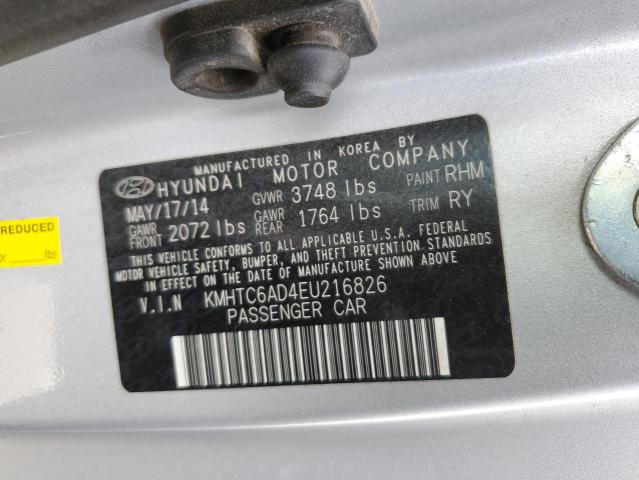 REDUCED
lbs
MANUFACTURED IN KOREA BY
HYUNDAI MOTOR COMPANY
MAY/17/14 GVWR 3748 lbs PAINT RHM
GAWR FRONT 2072 lbs GAWR REAR 1764 lbs TRIM RY
THIS VEHICLE CONFORMS TO ALL APPLICABLE U.S.A. FEDERAL
MOTOR VEHICLE SAFETY, BUMPER, AND THEFT PREVENTION STANDARDS
IN EFFECT ON THE DATE OF MANUFACTURE SHOWN ABOVE
V.I.N KMHTC6AD4EU216826
PASSENGER CAR